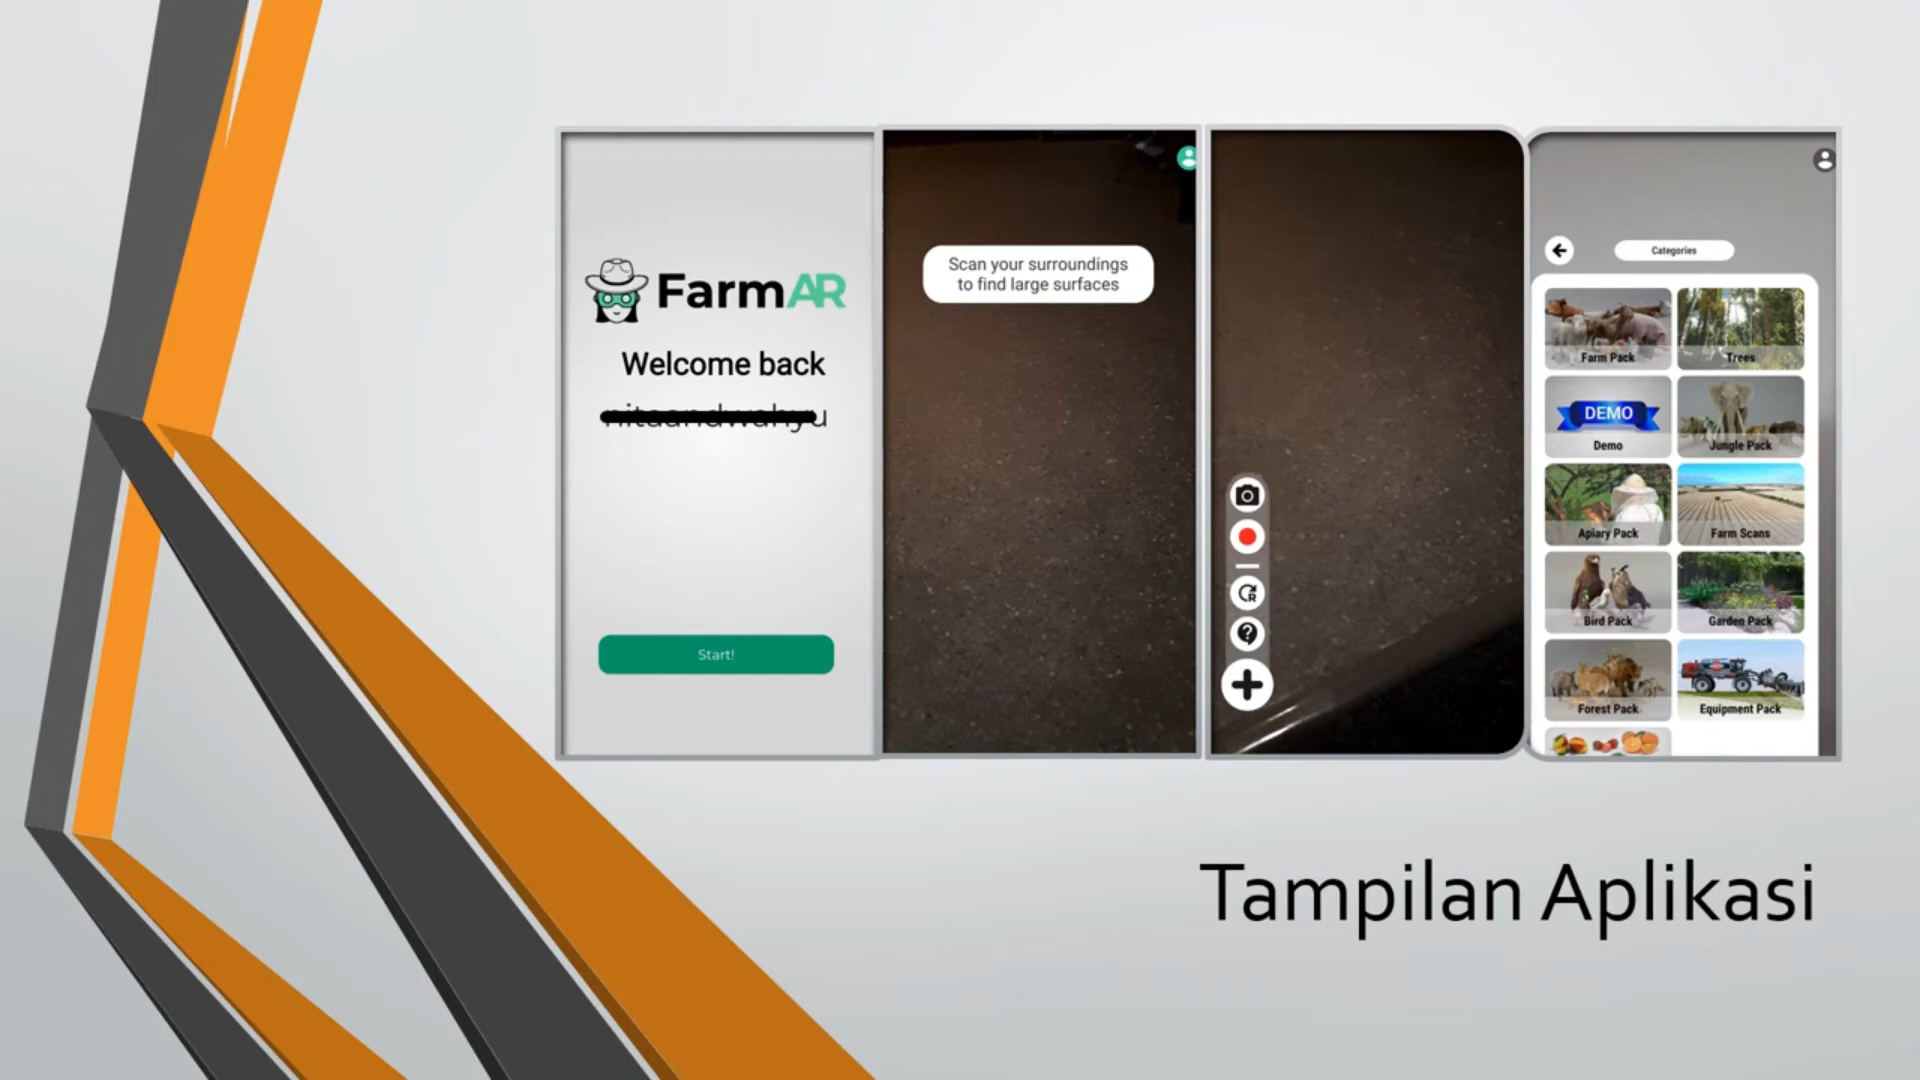 FarmAR
Welcome back
Start!
Scan your surroundings
to find large surfaces
Categories
Farm Pack
Trees
DEMO
Demo
Jungle Pack
Apiary Pack
Farm Scans
Bird Pack
Garden Pack
Forest Pack
Equipment Pack
Tampilan Aplikasi